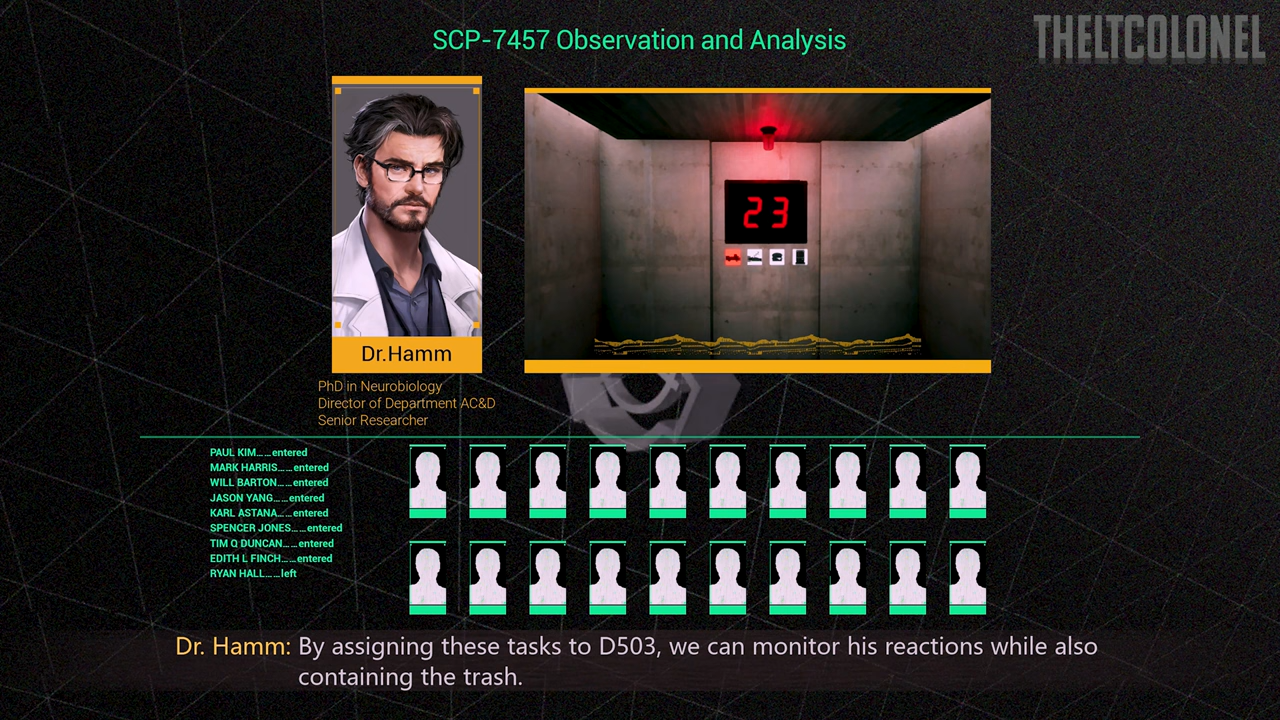 SCP-7457 Observation and Analysis
THELTCOLONEL
23
Dr.Hamm
PhD in Neurobiology
Director of Department AC&D
Senior Researcher
PAUL KIM......entered
MARK HARRIS......entered
WILL BARTON......entered
JASON YANG......entered
KARL ASTANA......entered
SPENCER JONES......entered
TIM Q DUNCAN......entered
EDITH L FINCH......entered
RYAN HALL......left
Dr. Hamm: By assigning these tasks to D503, we can monitor his reactions while also
containing the trash.